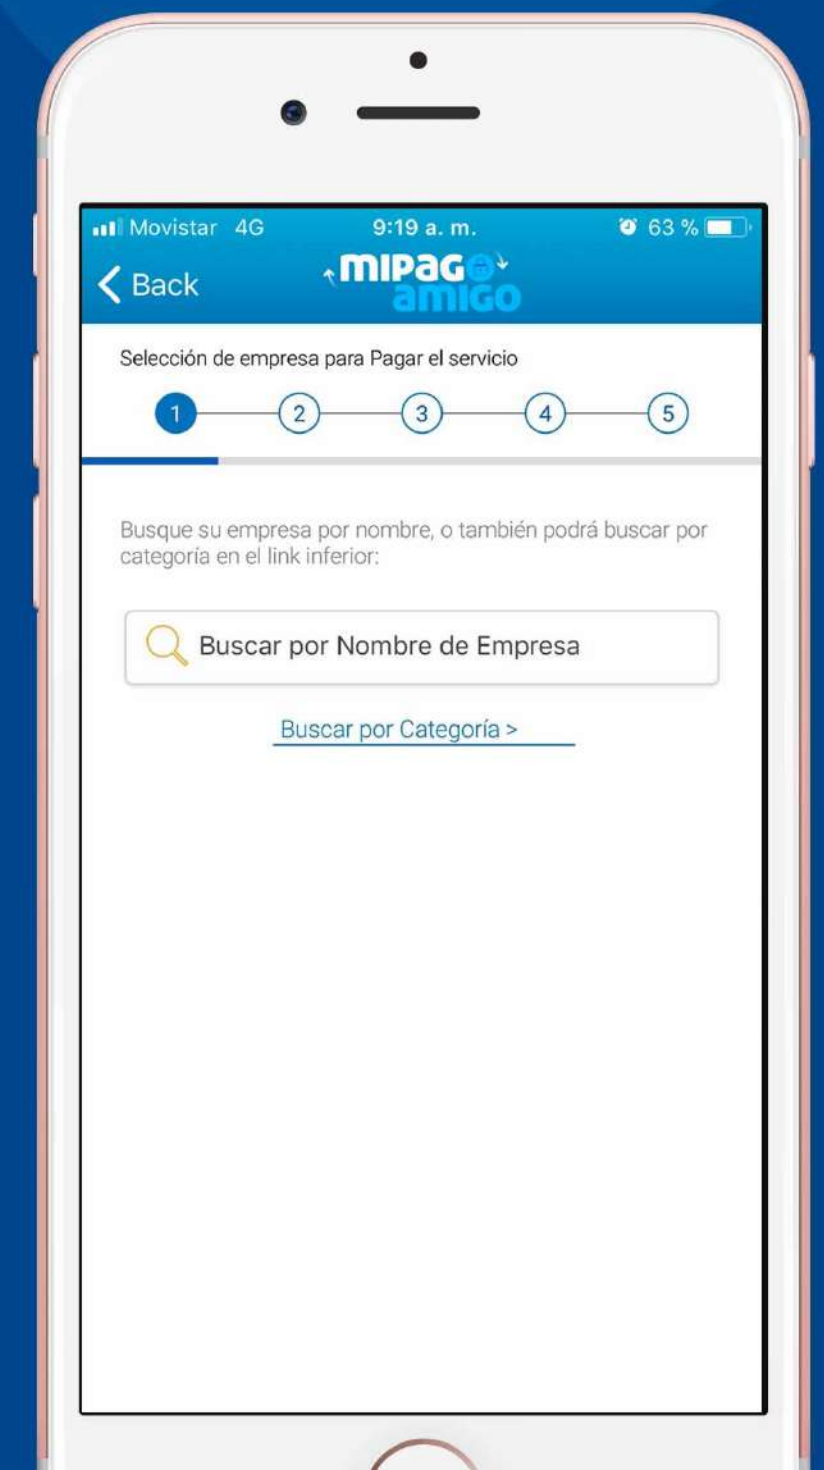 Movistar 4G 9:19 a. m. 63 %
Back
MIPAGO
AMIGO
Selección de empresa para Pagar el servicio
1 2 3 4 5
Busque su empresa por nombre, o también podrá buscar por
categoría en el link inferior:
Buscar por Nombre de Empresa
Buscar por Categoría >